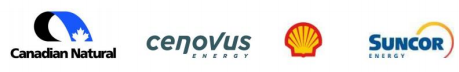 Canadian Natural
cenovus
ENERGY
SUNCOR
ENERGY